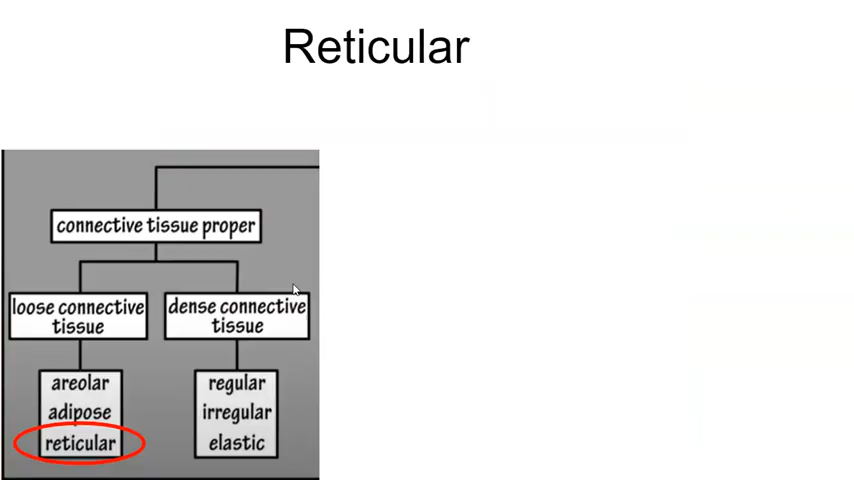 Reticular
connective tissue proper
loose connective
tissue
dense connective
tissue
areolar
adipose
reticular
regular
irregular
elastic